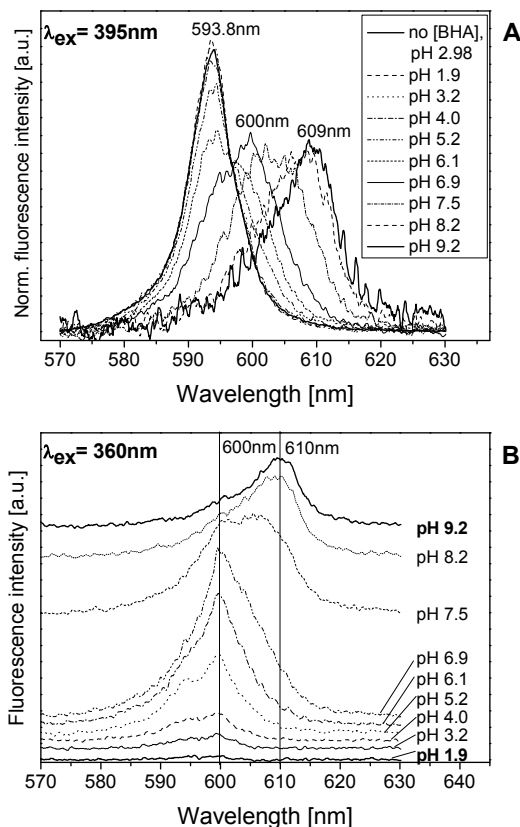 λex= 395nm
593.8nm
600nm
609nm
A
no [BHA],
pH 2.98
pH 1.9
pH 3.2
pH 4.0
pH 5.2
pH 6.1
pH 6.9
pH 7.5
pH 8.2
pH 9.2
Norm. fluorescence intensity [a.u.]
570 580 590 600 610 620 630
Wavelength [nm]
λex= 360nm
600nm
610nm
B
pH 9.2
pH 8.2
pH 7.5
pH 6.9
pH 6.1
pH 5.2
pH 4.0
pH 3.2
pH 1.9
Fluorescence intensity [a.u.]
570 580 590 600 610 620 630 640
Wavelength [nm]